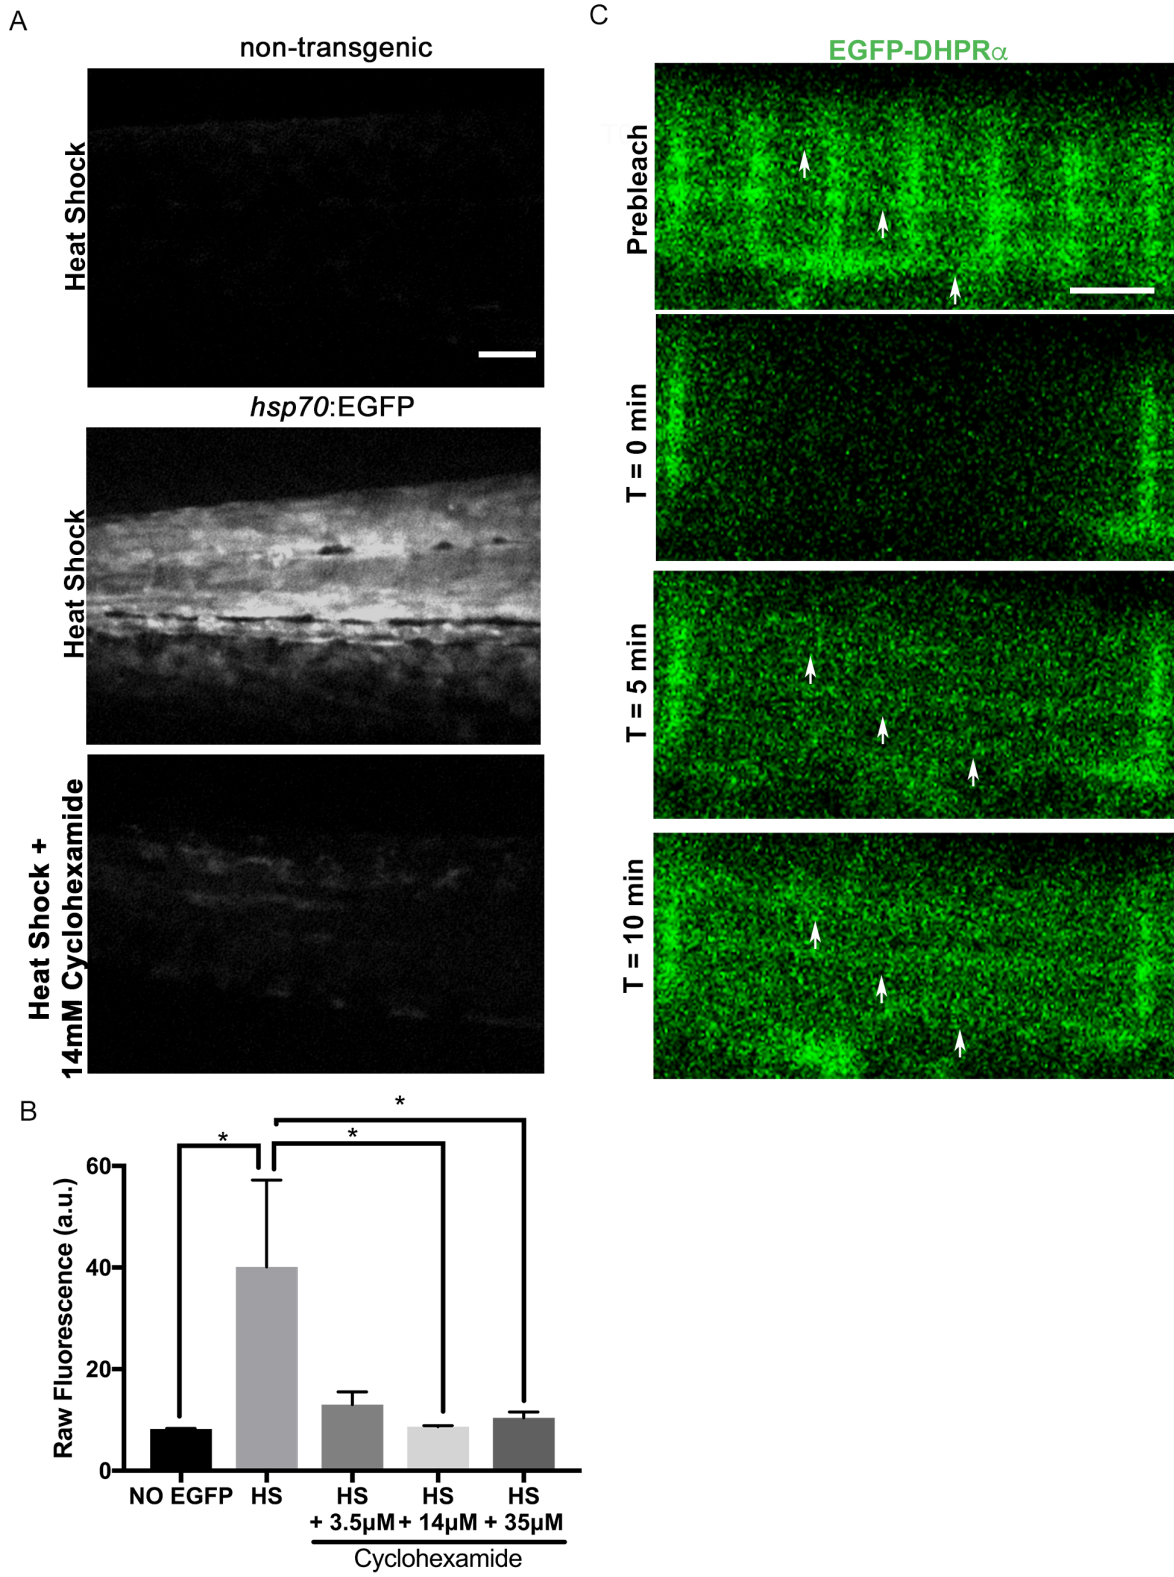 A
non-transgenic
Heat Shock
hsp70:EGFP
Heat Shock
Heat Shock +
14mM Cyclohexamide
B
Raw Fluorescence (a.u.)
60
40
20
0
*
*
*
NO EGFP HS HS HS HS
+ 3.5µM + 14µM + 35µM
Cyclohexamide
C
EGFP-DHPRα
Prebleach
T = 0 min
T = 5 min
T = 10 min